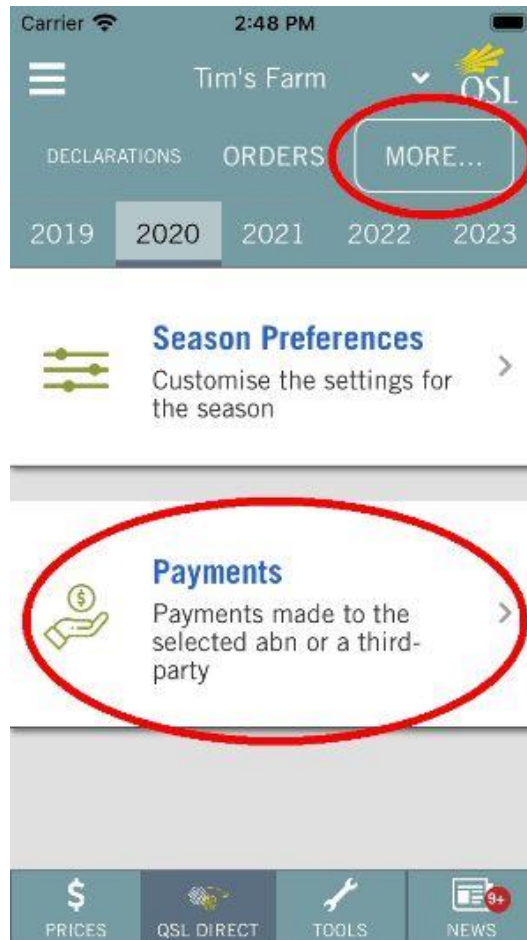 Carrier 2:48 PM
Tim's Farm QSL
DECLARATIONS ORDERS MORE...
2019 2020 2021 2022 2023
Season Preferences
Customise the settings for
the season
$
Payments
Payments made to the
selected abn or a third-
party
$ 9+
PRICES QSL DIRECT TOOLS NEWS